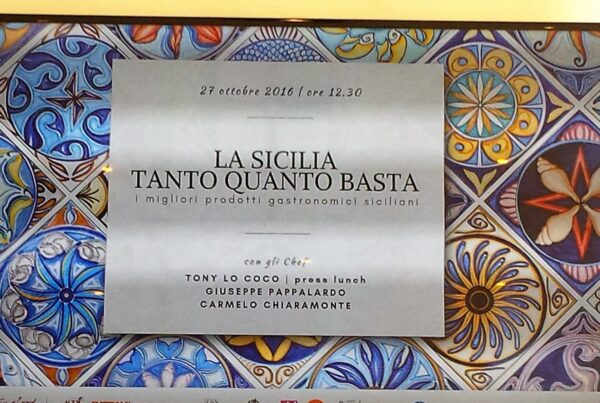 27 ottobre 2016 / ore 12.30
LA SICILIA
TANTO QUANTO BASTA
i migliori prodotti gastronomici siciliani
con gli Chef
TONY LO COCO | press lunch
GIUSEPPE PAPPALARDO
CARMELO CHIARAMONTE